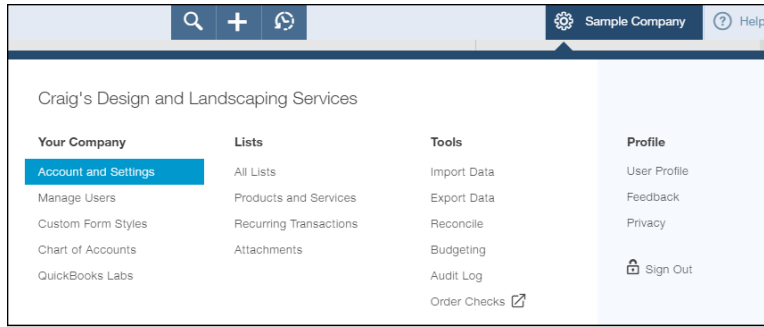 Sample Company
Help
Craig's Design and Landscaping Services
Your Company
Account and Settings
Manage Users
Custom Form Styles
Chart of Accounts
QuickBooks Labs
Lists
All Lists
Products and Services
Recurring Transactions
Attachments
Tools
Import Data
Export Data
Reconcile
Budgeting
Audit Log
Order Checks
Profile
User Profile
Feedback
Privacy
Sign Out